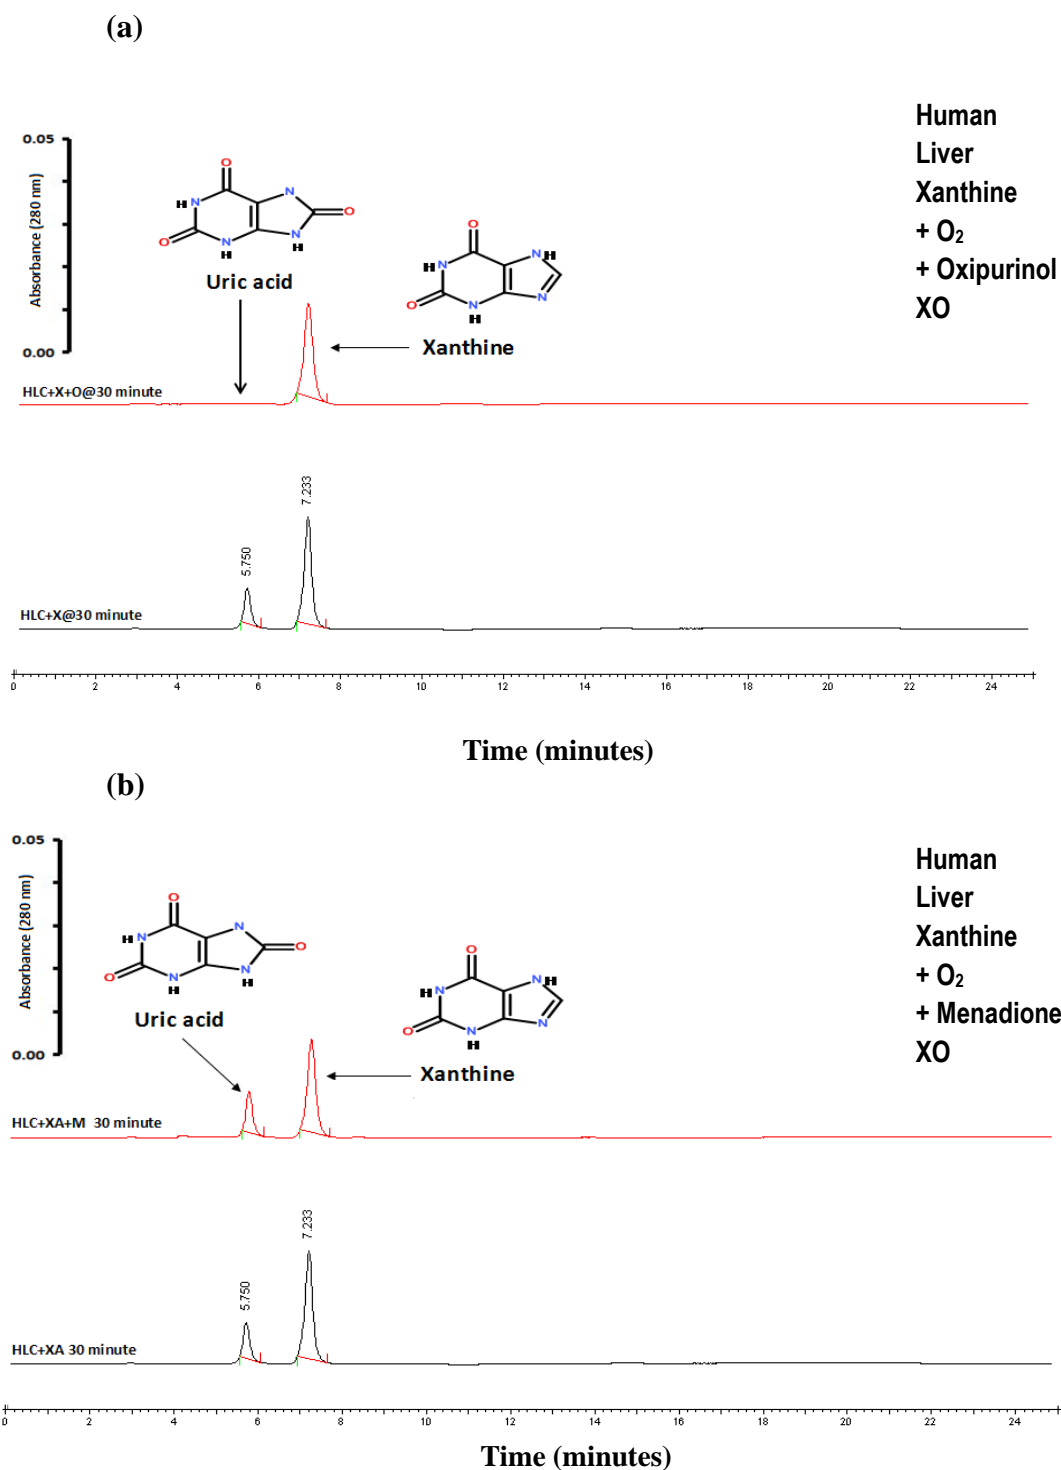 (a)
Human
Liver
Xanthine
+ O₂
+ Oxipurinol
XO
0.05
Absorbance (280 nm)
0.00
O
H N
N
O
O
N
H
N
H
Uric acid
O
H N
N H
O
N
H
N
Xanthine
HLC+X+O@30 minute
5.750
7.233
HLC+X@30 minute
0 2 4 6 8 10 12 14 16 18 20 22 24
Time (minutes)
(b)
Human
Liver
Xanthine
+ O₂
+ Menadione
XO
0.05
Absorbance (280 nm)
0.00
O
H N
N
O
O
N
H
N
H
Uric acid
O
H N
N H
O
N
H
N
Xanthine
HLC+XA+M 30 minute
5.750
7.233
HLC+XA 30 minute
0 2 4 6 8 10 12 14 16 18 20 22 24
Time (minutes)